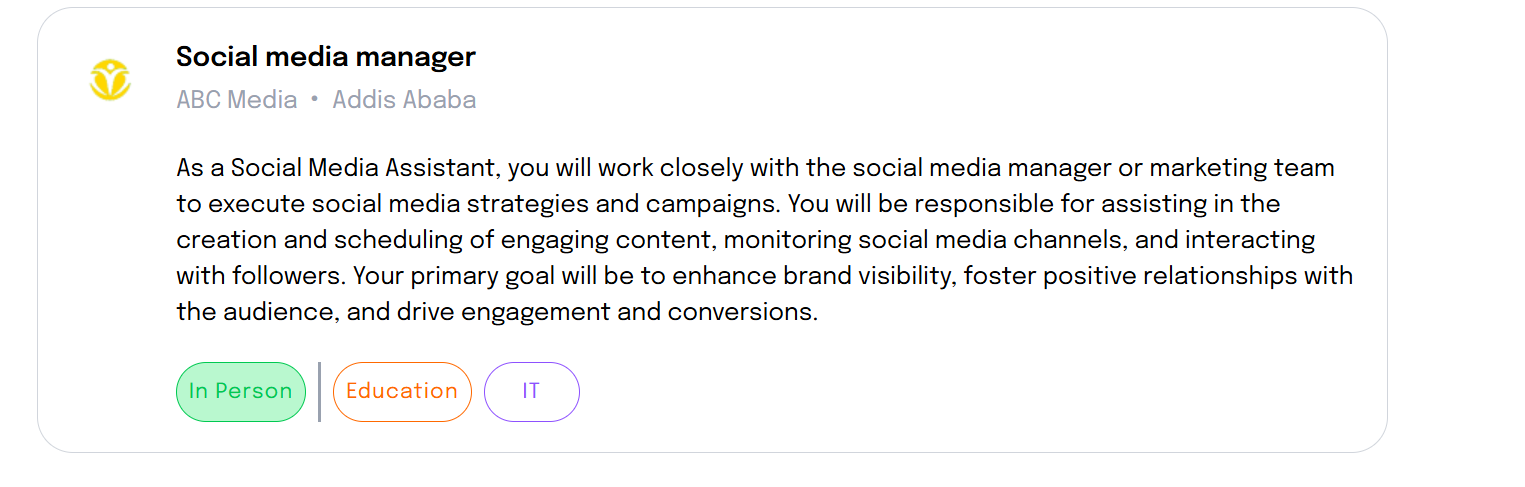 Social media manager
ABC Media • Addis Ababa
As a Social Media Assistant, you will work closely with the social media manager or marketing team
to execute social media strategies and campaigns. You will be responsible for assisting in the
creation and scheduling of engaging content, monitoring social media channels, and interacting
with followers. Your primary goal will be to enhance brand visibility, foster positive relationships with
the audience, and drive engagement and conversions.
In Person Education IT